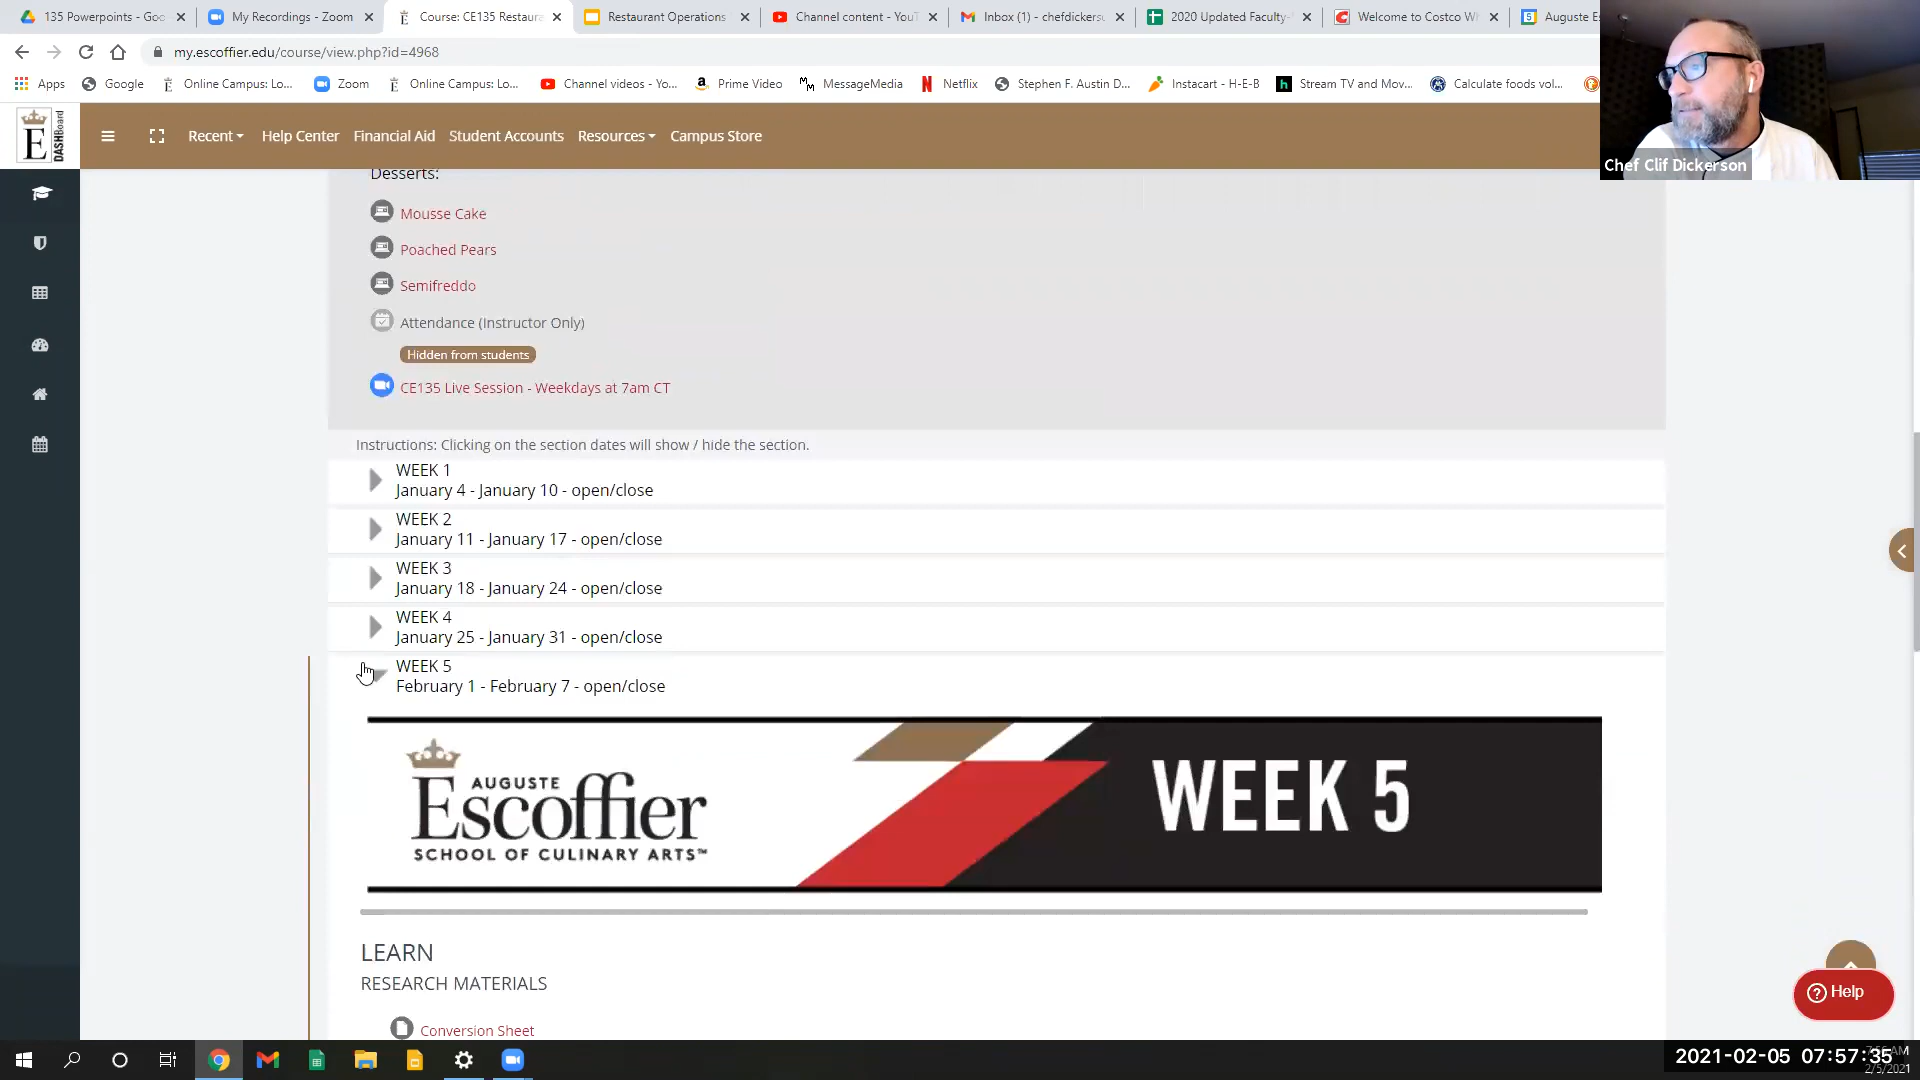 135 Powerpoints - Goo
My Recordings - Zoom
Course: CE135 Restaura
Restaurant Operations
Channel content - YouT
Inbox (1) - chefdickerso
2020 Updated Faculty-
Welcome to Costco Wh
Auguste Es
my.escoffier.edu/course/view.php?id=4968
Apps
Google
Online Campus: Lo...
Zoom
Online Campus: Lo...
Channel videos - Yo...
Prime Video
MessageMedia
Netflix
Stephen F. Austin D...
Instacart - H-E-B
Stream TV and Mov...
Calculate foods vol...
Chef Clif Dickerson
E DASHBoard
Recent
Help Center
Financial Aid
Student Accounts
Resources
Campus Store
Desserts:
Mousse Cake
Poached Pears
Semifreddo
Attendance (Instructor Only)
Hidden from students
CE135 Live Session - Weekdays at 7am CT
Instructions: Clicking on the section dates will show / hide the section.
WEEK 1
January 4 - January 10 - open/close
WEEK 2
January 11 - January 17 - open/close
WEEK 3
January 18 - January 24 - open/close
WEEK 4
January 25 - January 31 - open/close
WEEK 5
February 1 - February 7 - open/close
AUGUSTE
Escoffier
SCHOOL OF CULINARY ARTS™
WEEK 5
LEARN
RESEARCH MATERIALS
Conversion Sheet
Help
2021-02-05 07:57:35
2/5/2021